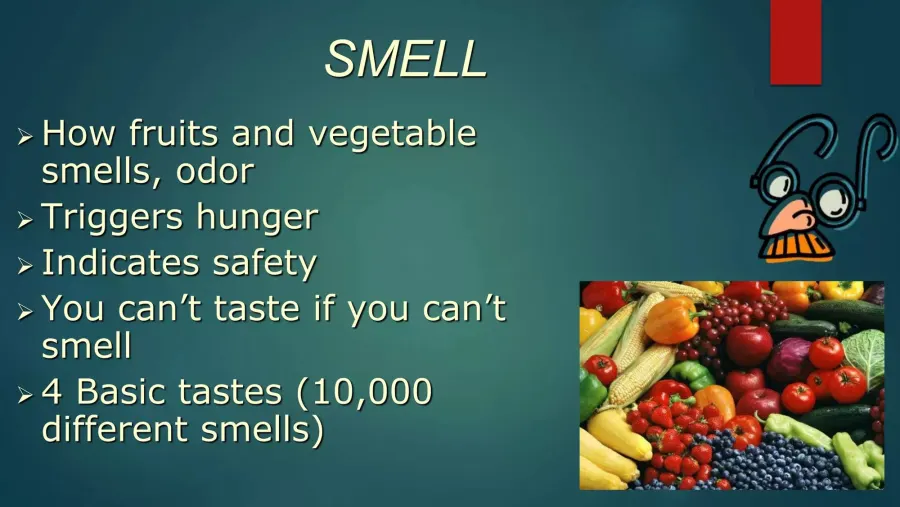 SMELL
➢ How fruits and vegetable
smells, odor
➢ Triggers hunger
➢ Indicates safety
➢ You can’t taste if you can’t
smell
➢ 4 Basic tastes (10,000
different smells)